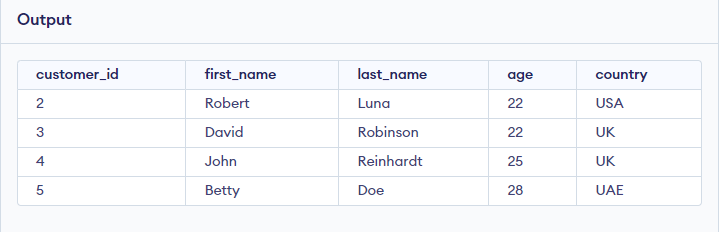 Output
customer_id first_name last_name age country
2 Robert Luna 22 USA
3 David Robinson 22 UK
4 John Reinhardt 25 UK
5 Betty Doe 28 UAE